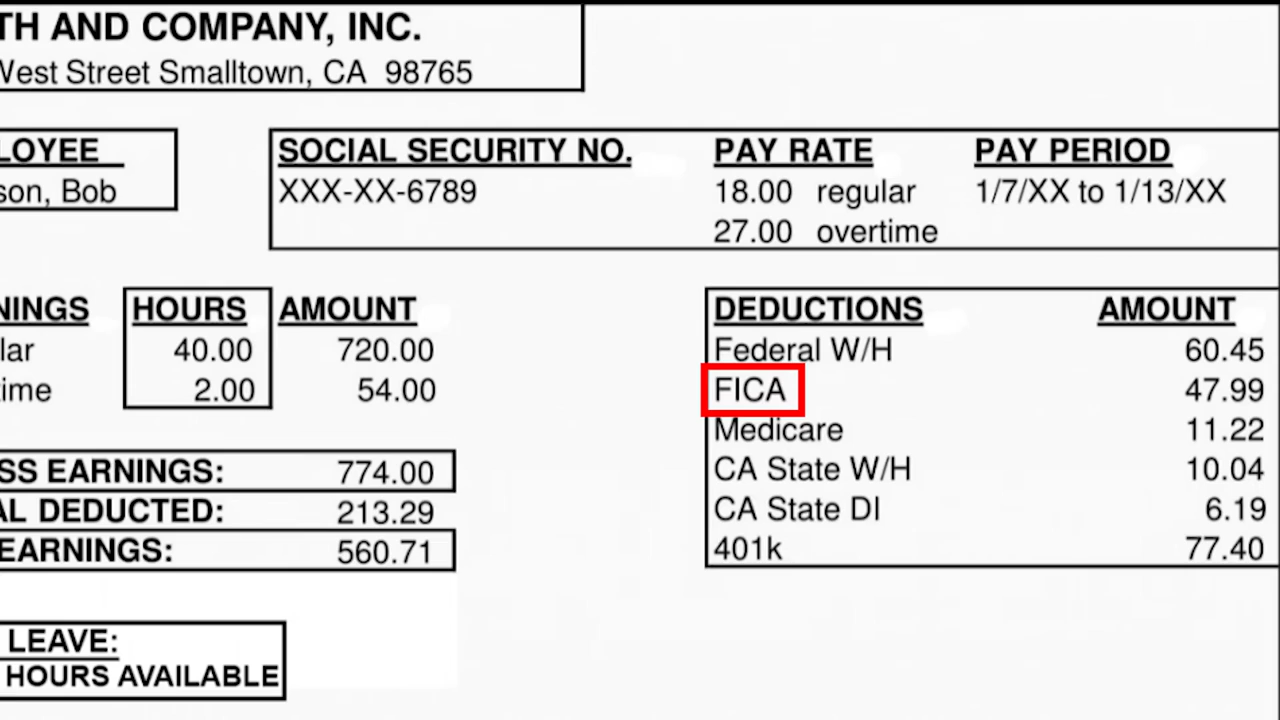 TH AND COMPANY, INC.
West Street Smalltown, CA 98765
LOYEE SOCIAL SECURITY NO. PAY RATE PAY PERIOD
son, Bob XXX-XX-6789 18.00 regular 1/7/XX to 1/13/XX
27.00 overtime
NINGS HOURS AMOUNT DEDUCTIONS AMOUNT
lar 40.00 720.00 Federal W/H 60.45
time 2.00 54.00 FICA 47.99
Medicare 11.22
SS EARNINGS: 774.00 CA State W/H 10.04
AL DEDUCTED: 213.29 CA State DI 6.19
EARNINGS: 560.71 401k 77.40
LEAVE:
HOURS AVAILABLE